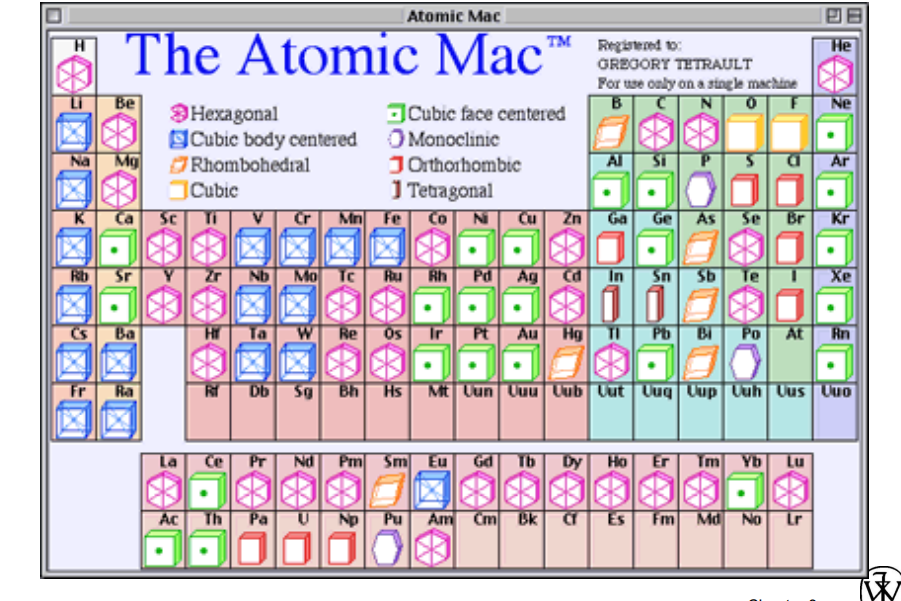 Atomic Mac
The Atomic Mac™
Registered to:
GREGORY TETRAULT
For use only on a single machine
Hexagonal
Cubic face centered
Cubic body centered
Monoclinic
Rhombohedral
Orthorhombic
Cubic
Tetragonal
H He
Li Be B C N O F Ne
Na Mg Al Si P S Cl Ar
K Ca Sc Ti V Cr Mn Fe Co Ni Cu Zn Ga Ge As Se Br Kr
Rb Sr Y Zr Nb Mo Tc Ru Rh Pd Ag Cd In Sn Sb Te I Xe
Cs Ba Hf Ta W Re Os Ir Pt Au Hg Tl Pb Bi Po At Rn
Fr Ra Rf Db Sg Bh Hs Mt Uun Uuu Uub Uut Uuq Uup Uuh Uus Uuo
La Ce Pr Nd Pm Sm Eu Gd Tb Dy Ho Er Tm Yb Lu
Ac Th Pa U Np Pu Am Cm Bk Cf Es Fm Md No Lr